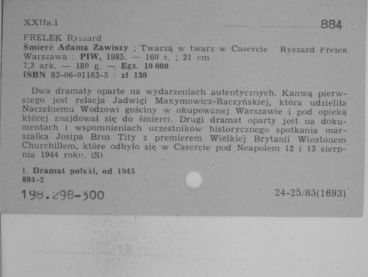 XXIIa.1
884
FRELEK Ryszard
Śmierć Adama Zawiszy ; Twarzą w twarz w Casercie Ryszard Frelek
Warszawa : PIW, 1985. — 160 s. ; 21 cm
7,3 ark. — 180 g. — Egz. 10 000
ISBN 83-06-01163-5 : zł 130
Dwa dramaty oparte na wydarzeniach autentycznych. Kanwą pierw-
szego jest relacja Jadwigi Maxymowicz-Raczyńskiej, która udzieliła
Naczelnemu Wodzowi gościny w okupowanej Warszawie i pod opieką
której znajdował się do śmierci. Drugi dramat oparty jest na doku-
mentach i wspomnieniach uczestników historycznego spotkania mar-
szałka Josipa Broz Tity z premierem Wielkiej Brytanii Winstonem
Churchillem, które odbyło się w Casercie pod Neapolem 12 i 13 sierp-
nia 1944 roku. (S)
1. Dramat polski, od 1945
884-2
198.298-300
24-25/85(1693)